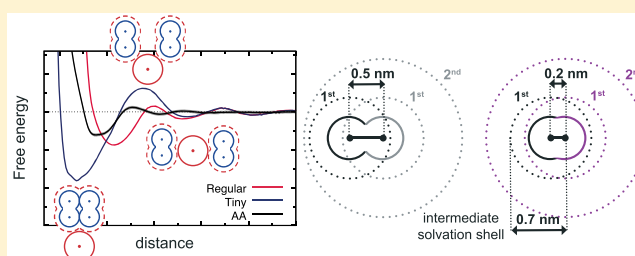 Free energy
Regular
Tiny
AA
distance
0.5 nm
2nd
1st
1st
intermediate
solvation shell
0.2 nm
1st
1st
0.7 nm